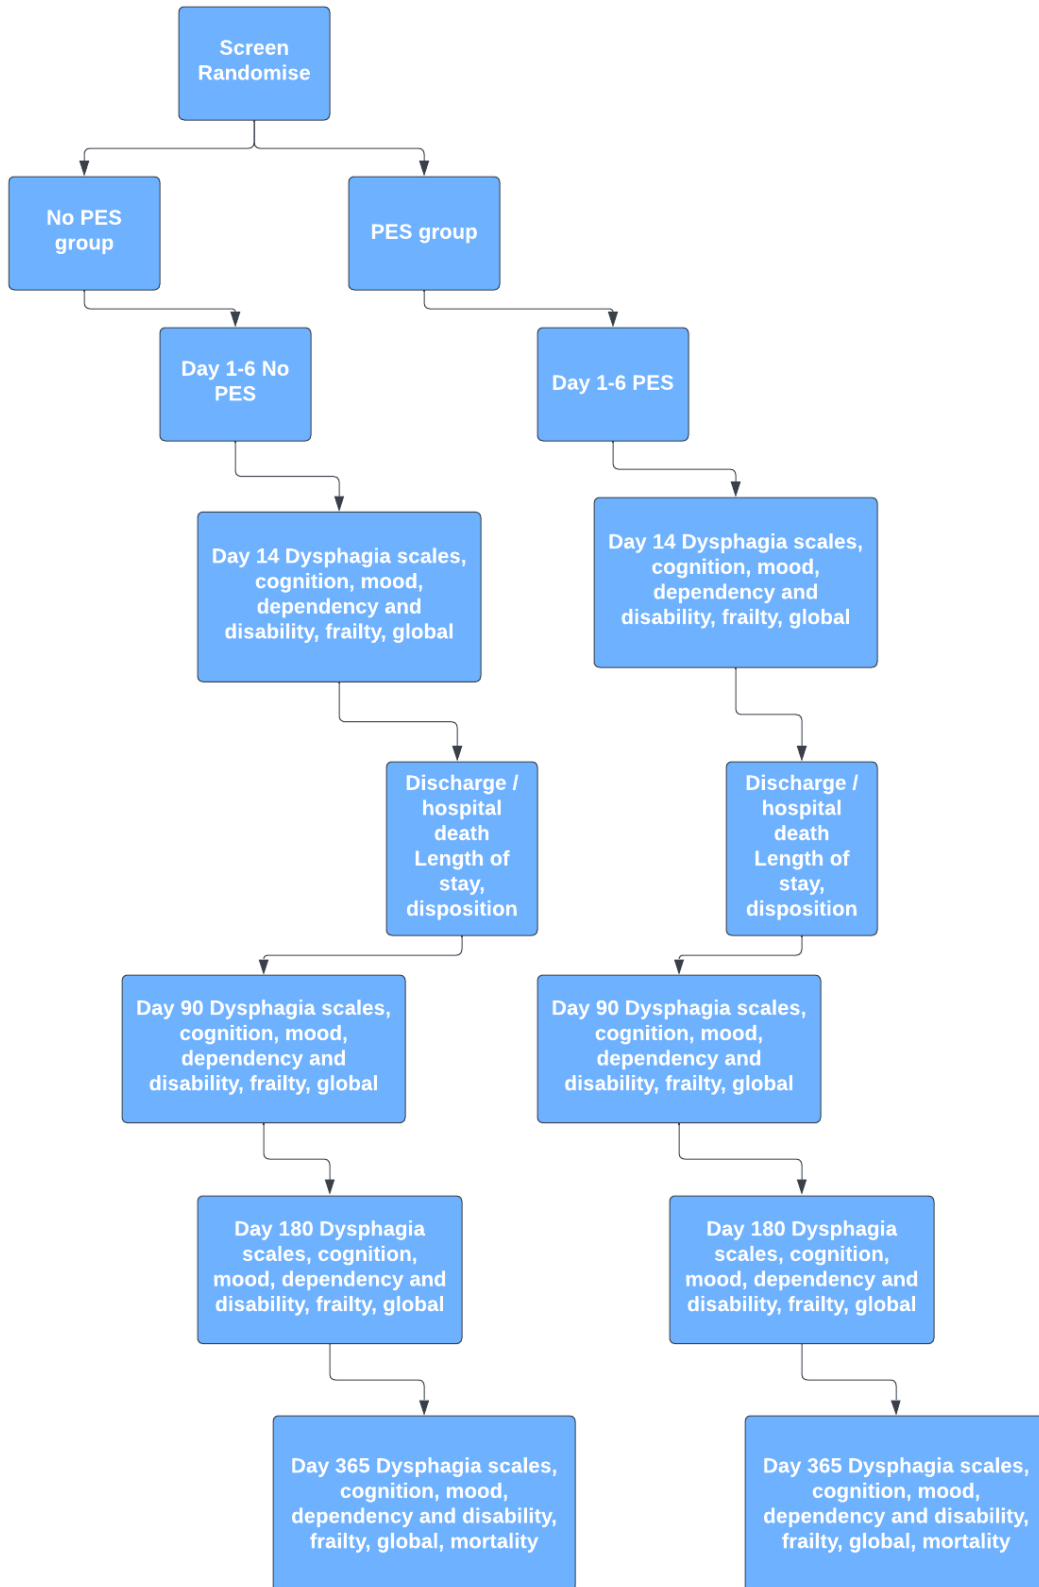 Screen
Randomise
No PES
group
PES group
Day 1-6 No
PES
Day 1-6 PES
Day 14 Dysphagia scales,
cognition, mood,
dependency and
disability, frailty, global
Day 14 Dysphagia scales,
cognition, mood,
dependency and
disability, frailty, global
Discharge /
hospital
death
Length of
stay,
disposition
Discharge /
hospital
death
Length of
stay,
disposition
Day 90 Dysphagia scales,
cognition, mood,
dependency and
disability, frailty, global
Day 90 Dysphagia scales,
cognition, mood,
dependency and
disability, frailty, global
Day 180 Dysphagia
scales, cognition,
mood, dependency and
disability, frailty, global
Day 180 Dysphagia
scales, cognition,
mood, dependency and
disability, frailty, global
Day 365 Dysphagia scales,
cognition, mood,
dependency and disability,
frailty, global, mortality
Day 365 Dysphagia scales,
cognition, mood,
dependency and disability,
frailty, global, mortality